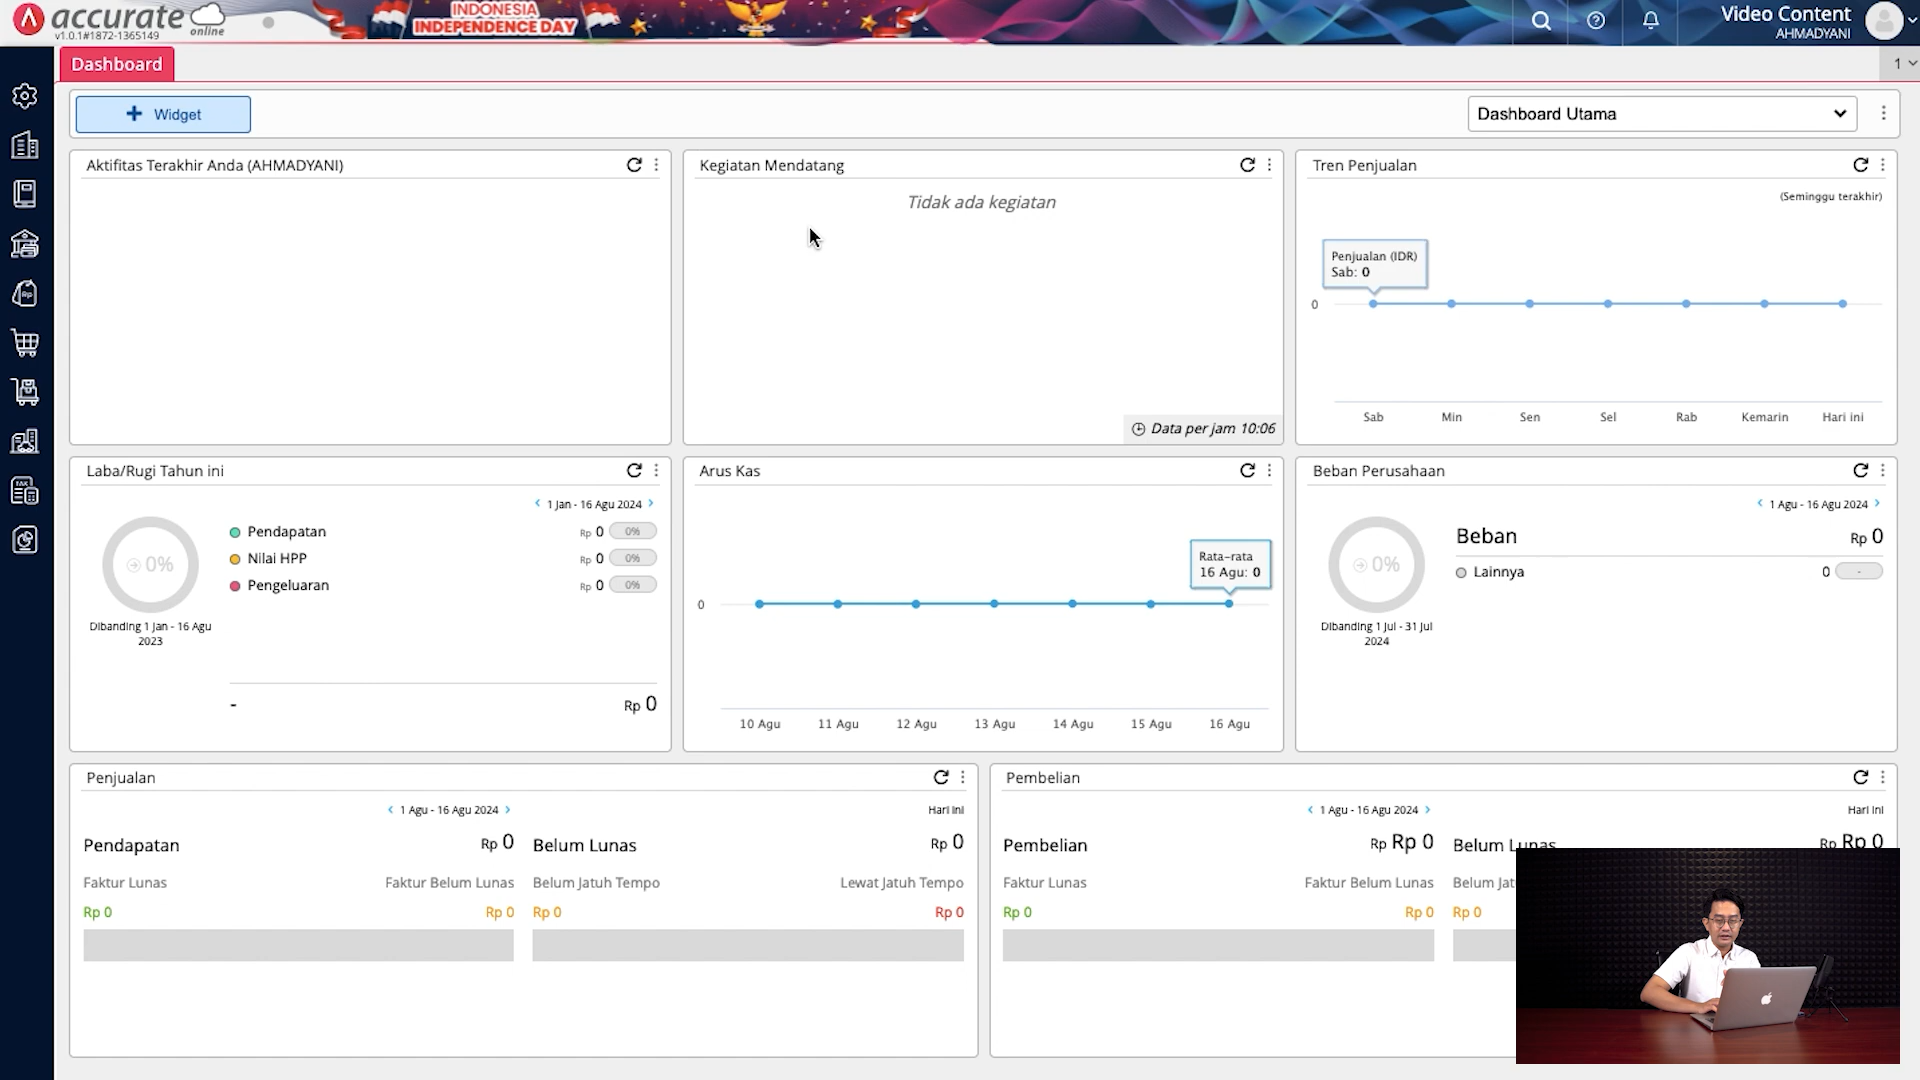 accurate
online
v1.0.1#1872-1365149
INDONESIA
INDEPENDENCE DAY
Video Content
AHMADYANI
Dashboard
1
+ Widget
Dashboard Utama
Aktifitas Terakhir Anda (AHMADYANI)
Kegiatan Mendatang
Tidak ada kegiatan
Data per jam 10:06
Tren Penjualan
(Seminggu terakhir)
Penjualan (IDR)
Sab: 0
0
Sab Min Sen Sel Rab Kemarin Hari ini
Laba/Rugi Tahun ini
1 Jan - 16 Agu 2024
0%
Dibanding 1 Jan - 16 Agu
2023
Pendapatan Rp 0 0%
Nilai HPP Rp 0 0%
Pengeluaran Rp 0 0%
- Rp 0
Arus Kas
Rata-rata
16 Agu: 0
0
10 Agu 11 Agu 12 Agu 13 Agu 14 Agu 15 Agu 16 Agu
Beban Perusahaan
1 Agu - 16 Agu 2024
0%
Dibanding 1 Jul - 31 Jul
2024
Beban Rp 0
Lainnya 0 -
Penjualan
1 Agu - 16 Agu 2024 Hari Ini
Pendapatan Rp 0 Belum Lunas Rp 0
Faktur Lunas Faktur Belum Lunas Belum Jatuh Tempo Lewat Jatuh Tempo
Rp 0 Rp 0 Rp 0 Rp 0
Pembelian
1 Agu - 16 Agu 2024 Hari Ini
Pembelian Rp Rp 0 Belum Lunas Rp Rp 0
Faktur Lunas Faktur Belum Lunas Belum Jat
Rp 0 Rp 0 Rp 0